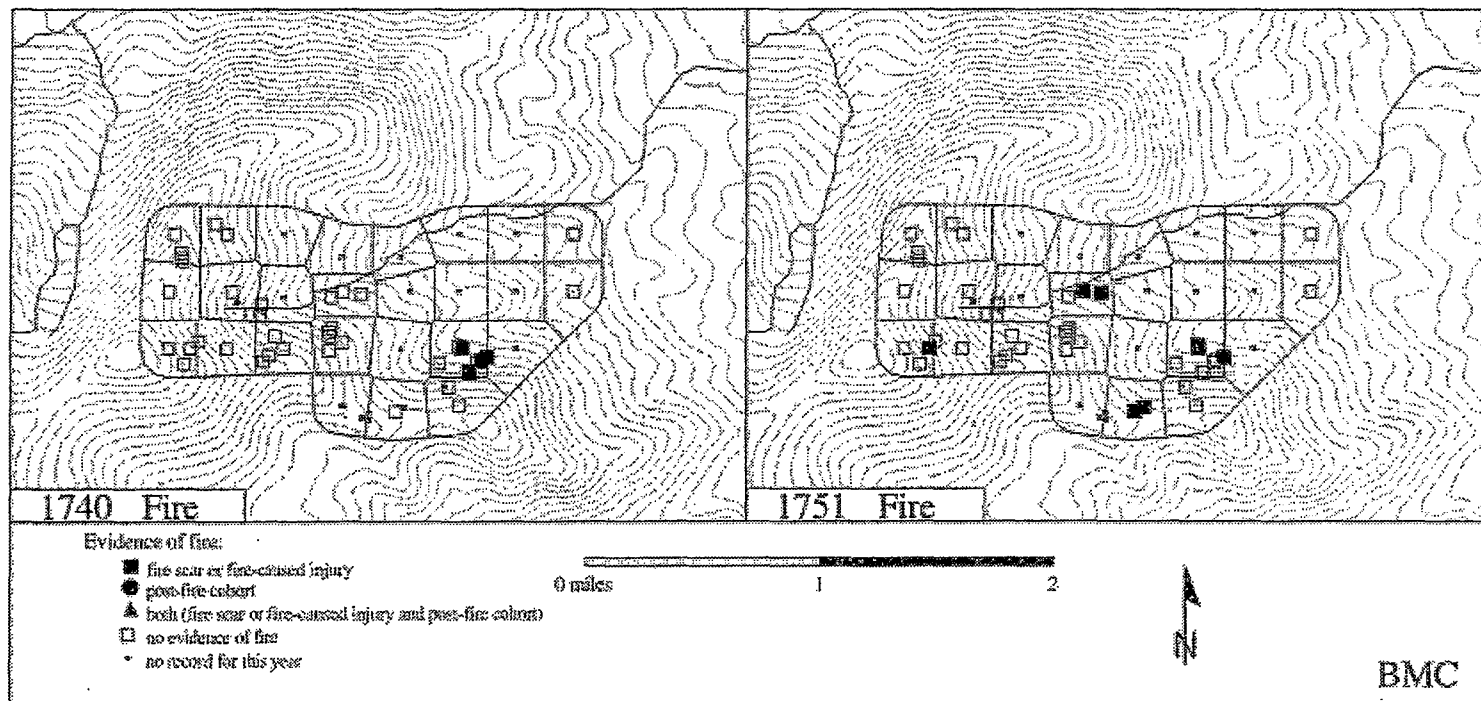 1740 Fire
1751 Fire
Evidence of fire:
fire scar or fire-caused injury
post-fire cohort
both (fire scar or fire-caused injury and post-fire cohort)
no evidence of fire
no record for this year
0 miles 1 2
N
BMC